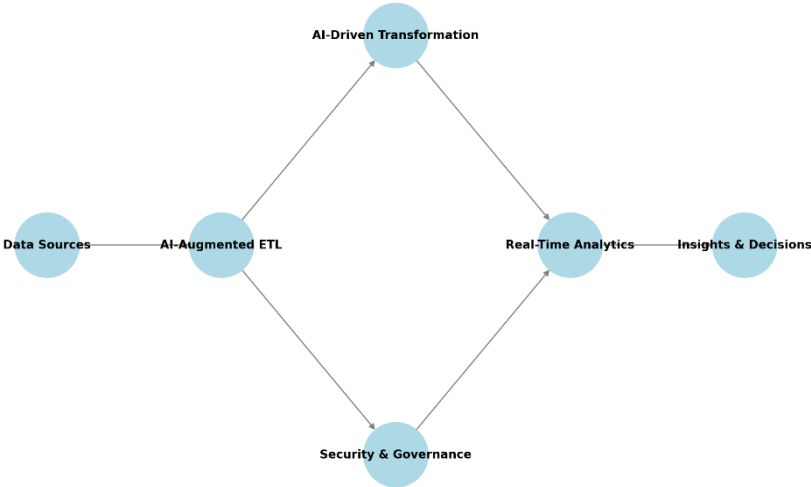 AI-Driven Transformation
Data Sources
AI-Augmented ETL
Real-Time Analytics
Insights & Decisions
Security & Governance